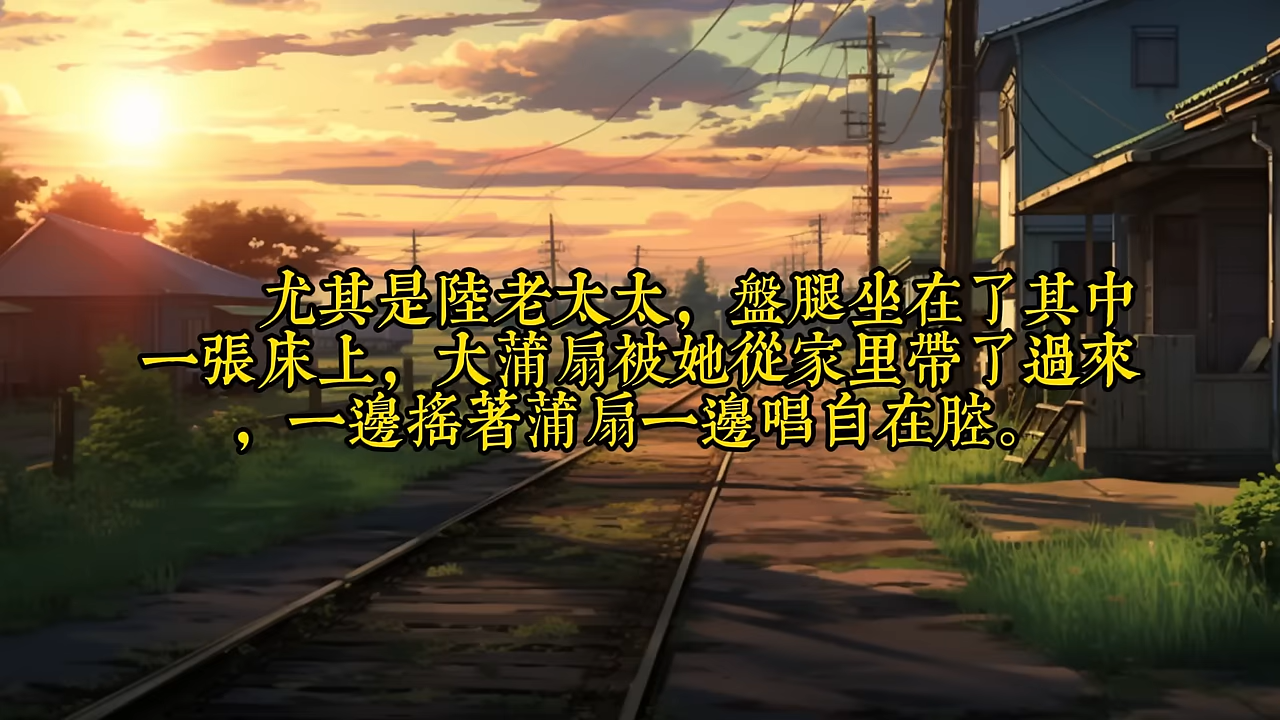 尤其是陸老太太，盤腿坐在了其中
一張床上，大蒲扇被她從家里帶了過來
，一邊搖著蒲扇一邊唱自在腔。